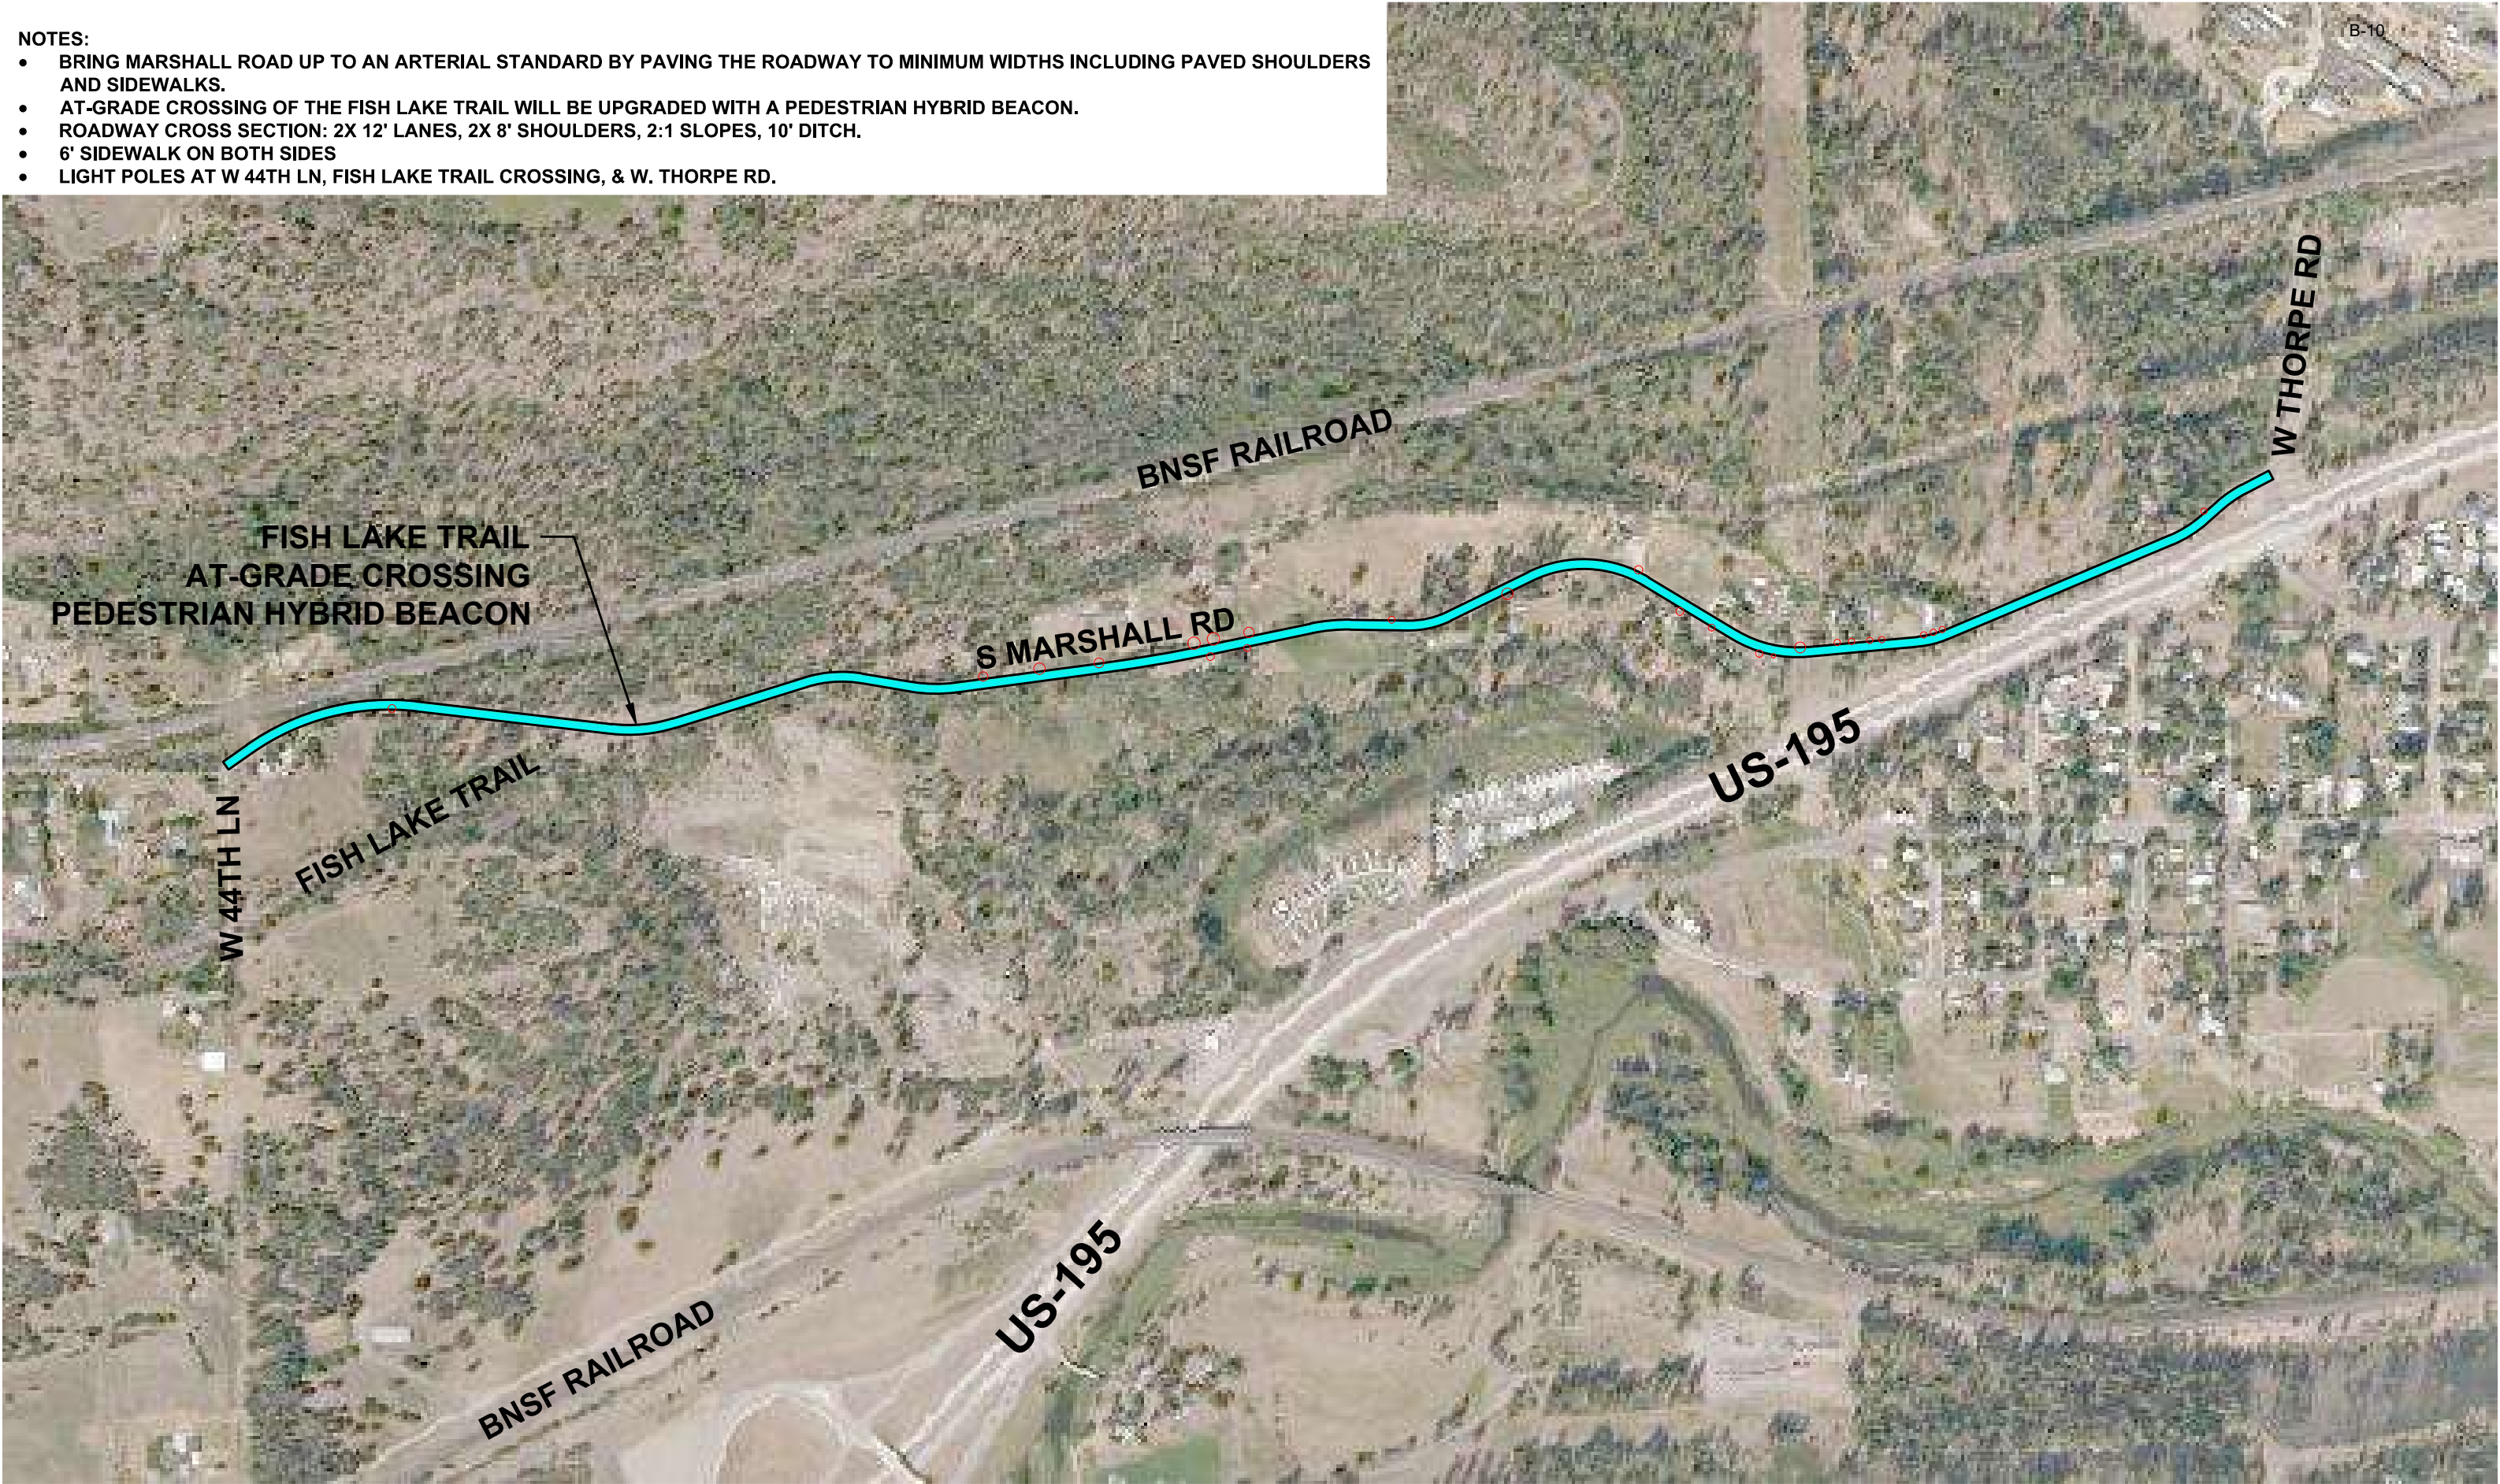 B-10
NOTES:
• BRING MARSHALL ROAD UP TO AN ARTERIAL STANDARD BY PAVING THE ROADWAY TO MINIMUM WIDTHS INCLUDING PAVED SHOULDERS
AND SIDEWALKS.
• AT-GRADE CROSSING OF THE FISH LAKE TRAIL WILL BE UPGRADED WITH A PEDESTRIAN HYBRID BEACON.
• ROADWAY CROSS SECTION: 2X 12' LANES, 2X 8' SHOULDERS, 2:1 SLOPES, 10' DITCH.
• 6' SIDEWALK ON BOTH SIDES
• LIGHT POLES AT W 44TH LN, FISH LAKE TRAIL CROSSING, & W. THORPE RD.
W THORPE RD
BNSF RAILROAD
FISH LAKE TRAIL
AT-GRADE CROSSING
PEDESTRIAN HYBRID BEACON
S MARSHALL RD
US-195
FISH LAKE TRAIL
W 44TH LN
US-195
BNSF RAILROAD